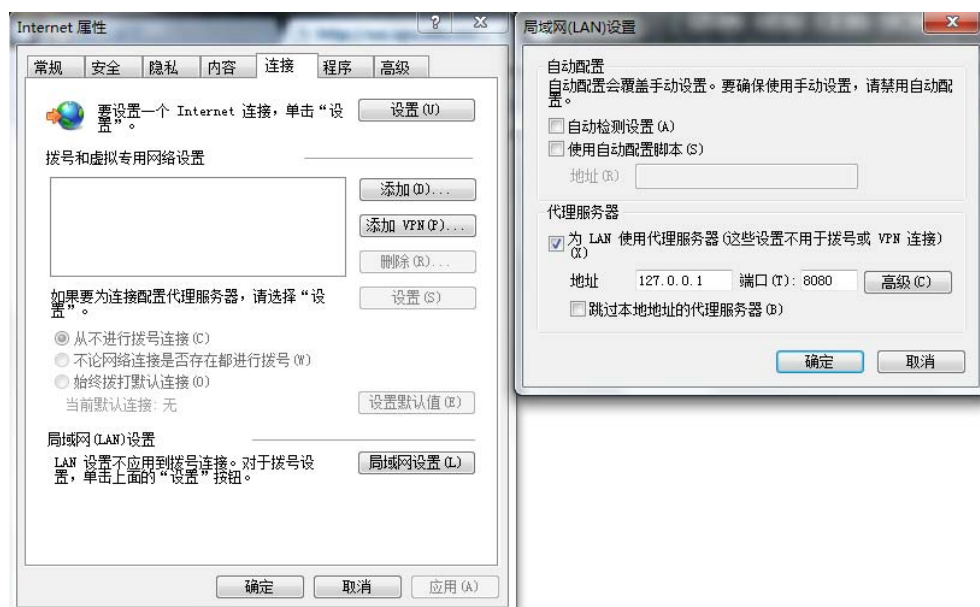 Internet 属性
常规 安全 隐私 内容 连接 程序 高级
要设置一个 Internet 连接，单击“设
置”。
设置(U)
拨号和虚拟专用网络设置
添加(D)...
添加 VPN(P)...
删除(R)...
如果要为连接配置代理服务器，请选择“设
置”。
设置(S)
从不进行拨号连接(C)
不论网络连接是否存在都进行拨号(W)
始终拨打默认连接(O)
当前默认连接: 无
设置默认值(E)
局域网(LAN)设置
LAN 设置不应用到拨号连接。对于拨号设
置，单击上面的“设置”按钮。
局域网设置(L)
确定 取消 应用(A)
局域网(LAN)设置
自动配置
自动配置会覆盖手动设置。要确保使用手动设置，请禁用自动配
置。
自动检测设置(A)
使用自动配置脚本(S)
地址(R)
代理服务器
为 LAN 使用代理服务器(这些设置不用于拨号或 VPN 连接)
(X)
地址 127.0.0.1 端口(T): 8080 高级(C)
跳过本地地址的代理服务器(B)
确定 取消